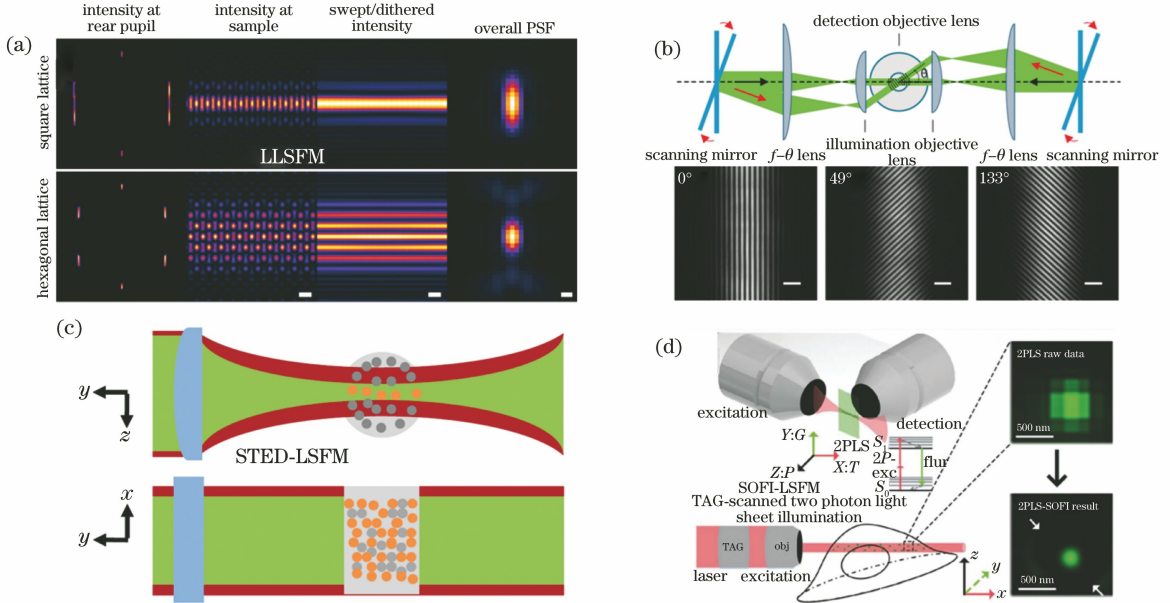 (a)
intensity at
rear pupil
intensity at
sample
swept/dithered
intensity
overall PSF
square lattice
LLSFM
hexagonal lattice
(b)
detection objective lens
θ
illumination objective
lens
scanning mirror
f–θ lens
f–θ lens
scanning mirror
0°
49°
133°
(c)
y
z
STED-LSFM
x
y
(d)
excitation
detection
2PLS
Y:G
X:T
Z:P
S1
2P-
exc
flur
S0
SOFI-LSFM
TAG-scanned two photon light
sheet illumination
TAG
obj
laser
excitation
z
y
x
2PLS raw data
500 nm
2PLS-SOFI result
500 nm